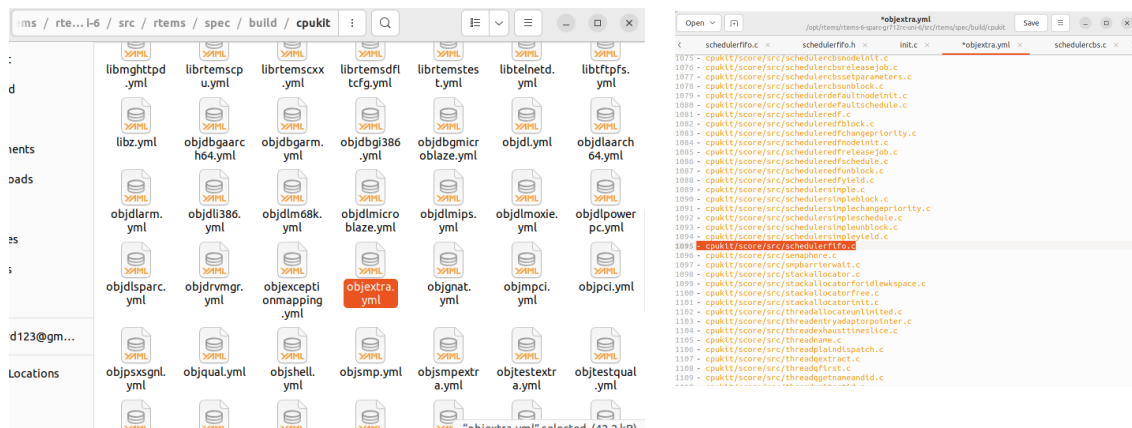 ms / rte... i-6 / src / rtems / spec / build / cpukit
libmghttpd.yml
librtemscpu.yml
librtemscxx.yml
librtemsdfltcfg.yml
librtemstest.yml
libtelnetd.yml
libtftpfs.yml
d
libz.yml
objdbgaarch64.yml
objdbgarm.yml
objdbgi386.yml
objdbgmicroblaze.yml
objdl.yml
objdlaarch64.yml
ents
oads
objdlarm.yml
objdli386.yml
objdlm68k.yml
objdlmicroblaze.yml
objdlmips.yml
objdlmoxie.yml
objdlpowerpc.yml
es
s
objdlsparc.yml
objdrvmgr.yml
objexceptionmapping.yml
objextra.yml
objgnat.yml
objmpci.yml
objpci.yml
d123@gm...
Locations
objpsxsgnl.yml
objqual.yml
objshell.yml
objsmp.yml
objsmpextra.yml
objtestextra.yml
objtestqual.yml
"objextra.yml" selected (42.2 kB)
Open
*objextra.yml
/opt/rtems/rtems-6-sparc-gr712rc-uni-6/src/rtems/spec/build/cpukit
Save
schedulerfifo.c × schedulerfifo.h × init.c × *objextra.yml × schedulercbs.c ×
1075 - cpukit/score/src/schedulercbsnodeinit.c
1076 - cpukit/score/src/schedulercbsreleasejob.c
1077 - cpukit/score/src/schedulercbssetparameters.c
1078 - cpukit/score/src/schedulercbsunblock.c
1079 - cpukit/score/src/schedulerdefaultnodeinit.c
1080 - cpukit/score/src/schedulerdefaultschedule.c
1081 - cpukit/score/src/scheduleredf.c
1082 - cpukit/score/src/scheduleredfblock.c
1083 - cpukit/score/src/scheduleredfchangepriority.c
1084 - cpukit/score/src/scheduleredfnodeinit.c
1085 - cpukit/score/src/scheduleredfreleasejob.c
1086 - cpukit/score/src/scheduleredfschedule.c
1087 - cpukit/score/src/scheduleredfunblock.c
1088 - cpukit/score/src/scheduleredfyield.c
1089 - cpukit/score/src/schedulersimple.c
1090 - cpukit/score/src/schedulersimpleblock.c
1091 - cpukit/score/src/schedulersimplechangepriority.c
1092 - cpukit/score/src/schedulersimpleschedule.c
1093 - cpukit/score/src/schedulersimpleunblock.c
1094 - cpukit/score/src/schedulersimpleyield.c
1095 - cpukit/score/src/schedulerfifo.c
1096 - cpukit/score/src/semaphore.c
1097 - cpukit/score/src/smpbarrierwait.c
1098 - cpukit/score/src/stackallocator.c
1099 - cpukit/score/src/stackallocatorforidlewkspace.c
1100 - cpukit/score/src/stackallocatorfree.c
1101 - cpukit/score/src/stackallocatorinit.c
1102 - cpukit/score/src/threadallocateunlimited.c
1103 - cpukit/score/src/threadentryadaptorpointer.c
1104 - cpukit/score/src/threadexhausttimeslice.c
1105 - cpukit/score/src/threadname.c
1106 - cpukit/score/src/threadplaindispatch.c
1107 - cpukit/score/src/threadqextract.c
1108 - cpukit/score/src/threadqfirst.c
1109 - cpukit/score/src/threadqgetnameandid.c